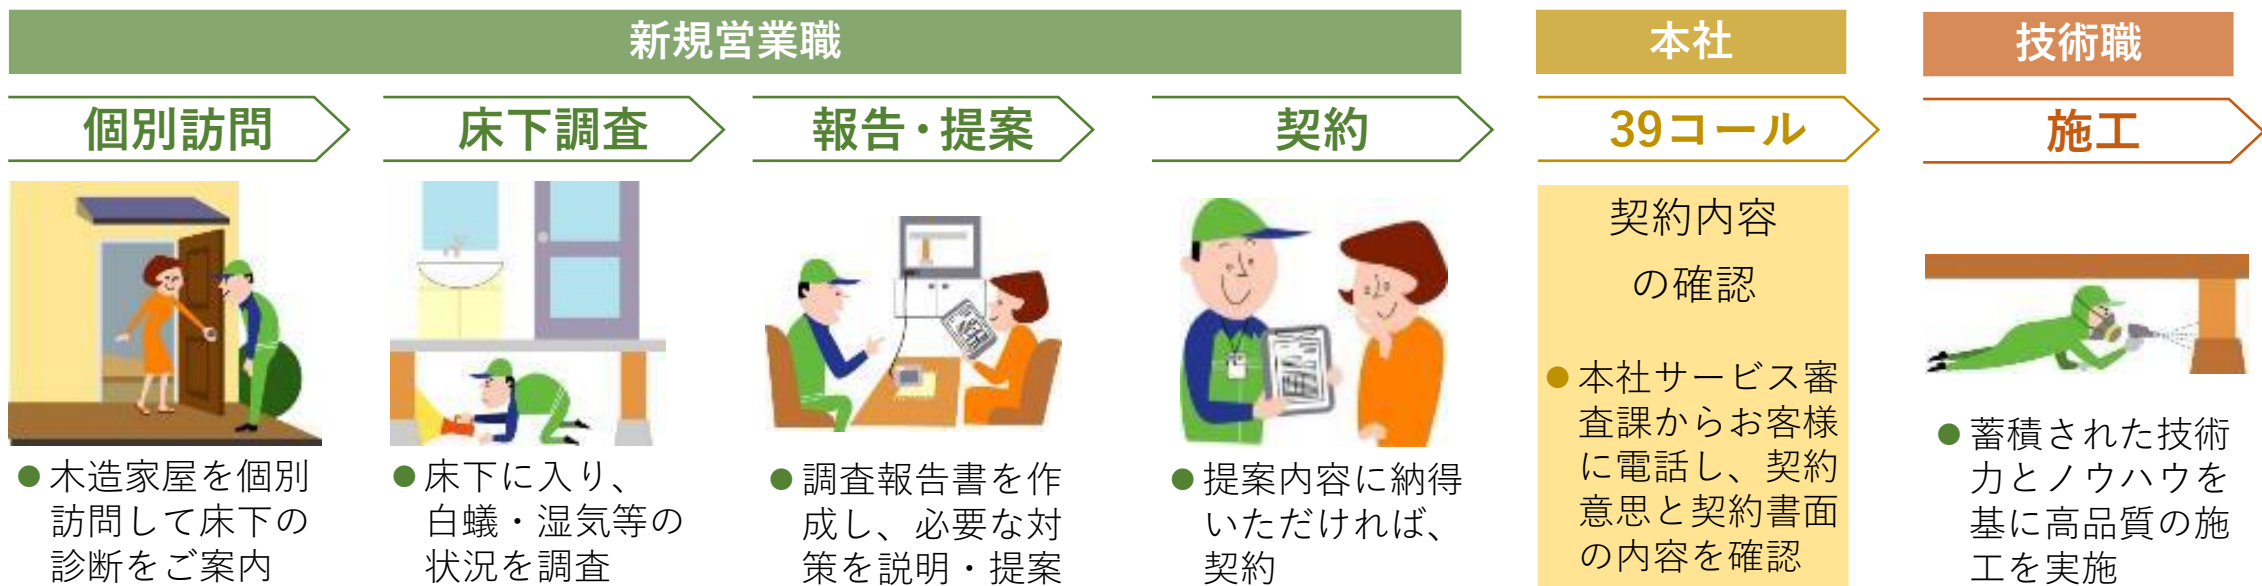 新規営業職
本社
技術職
個別訪問
床下調査
報告・提案
契約
39コール
施工
●木造家屋を個別
訪問して床下の
診断をご案内
●床下に入り、
白蟻・湿気等の
状況を調査
●調査報告書を作
成し、必要な対
策を説明・提案
●提案内容に納得
いただければ、
契約
契約内容
の確認
●本社サービス審
査課からお客様
に電話し、契約
意思と契約書面
の内容を確認
●蓄積された技術
力とノウハウを
基に高品質の施
工を実施